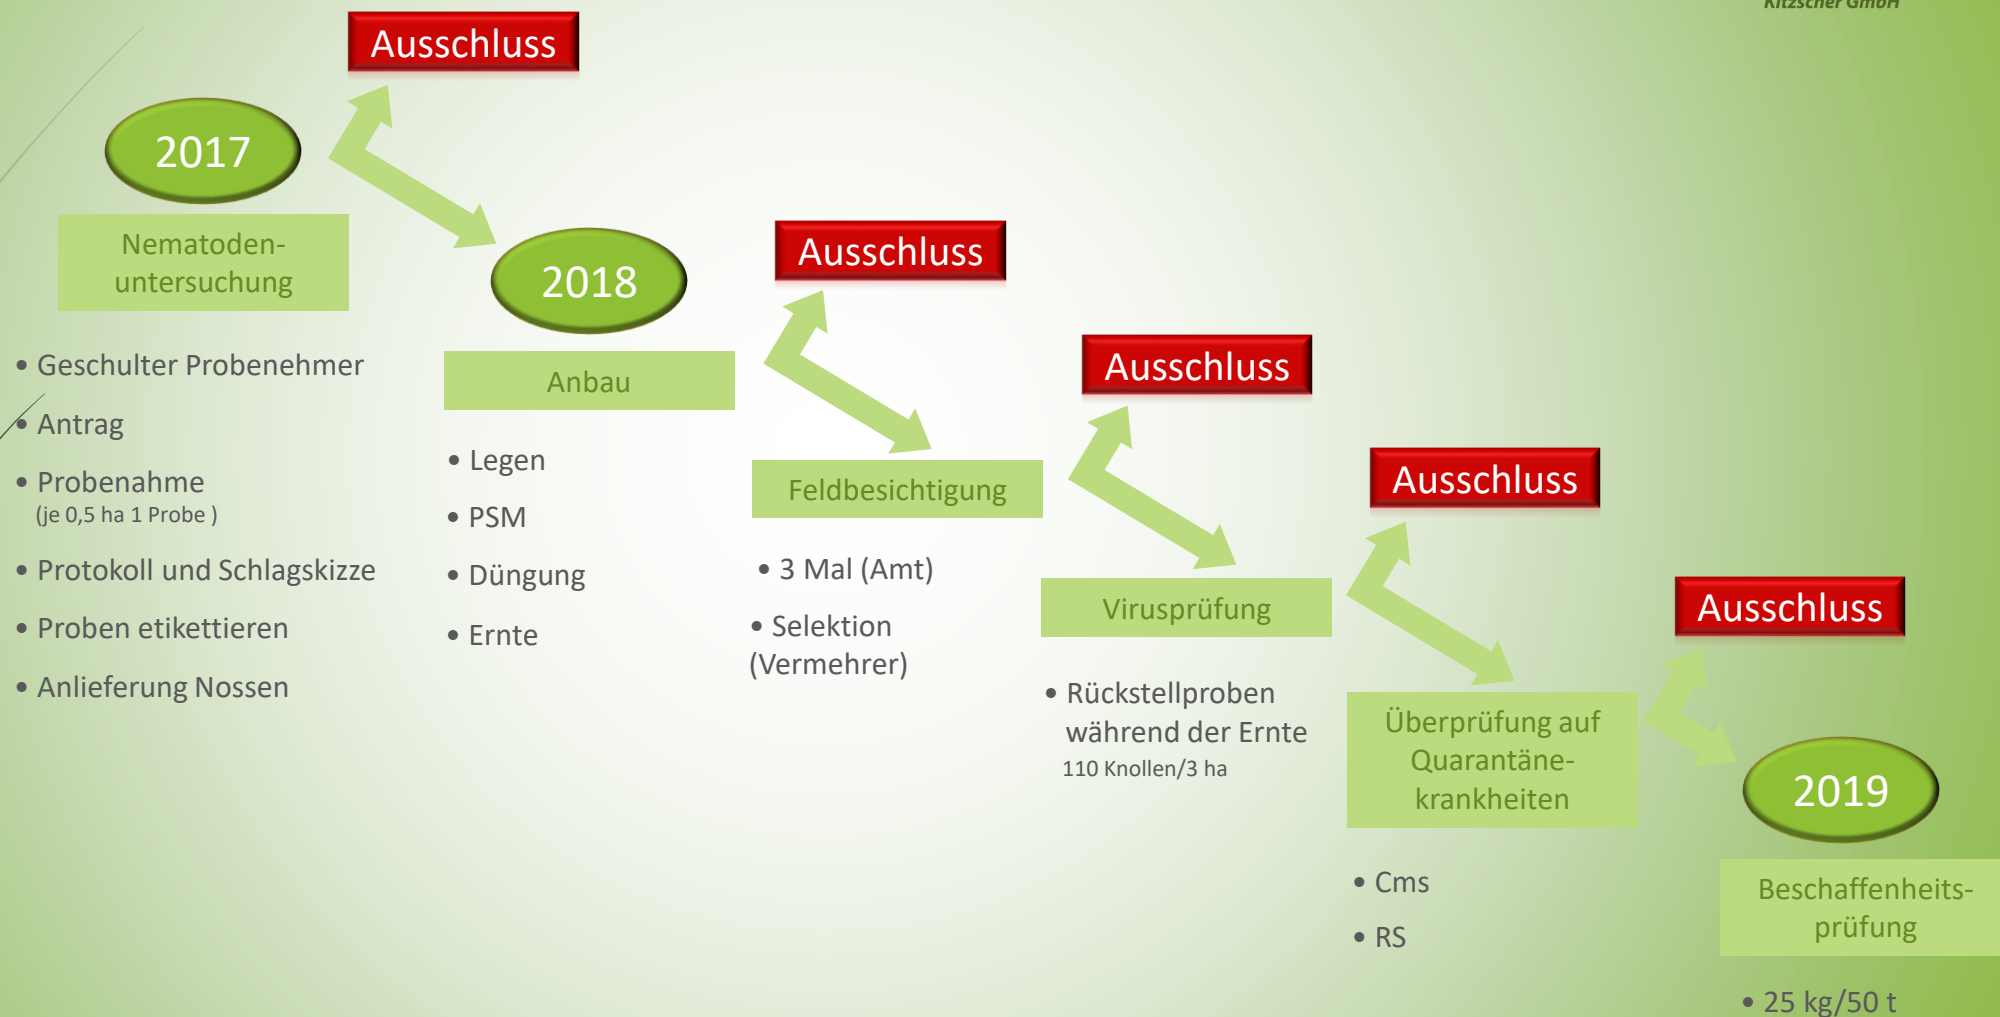 Kitzscher GmbH
Ausschluss
2017
Nematoden-
untersuchung
• Geschulter Probenehmer
• Antrag
• Probenahme
(je 0,5 ha 1 Probe )
• Protokoll und Schlagskizze
• Proben etikettieren
• Anlieferung Nossen
2018
Anbau
• Legen
• PSM
• Düngung
• Ernte
Ausschluss
Feldbesichtigung
• 3 Mal (Amt)
• Selektion
(Vermehrer)
Ausschluss
Virusprüfung
• Rückstellproben
während der Ernte
110 Knollen/3 ha
Ausschluss
Überprüfung auf
Quarantäne-
krankheiten
• Cms
• RS
Ausschluss
2019
Beschaffenheits-
prüfung
• 25 kg/50 t